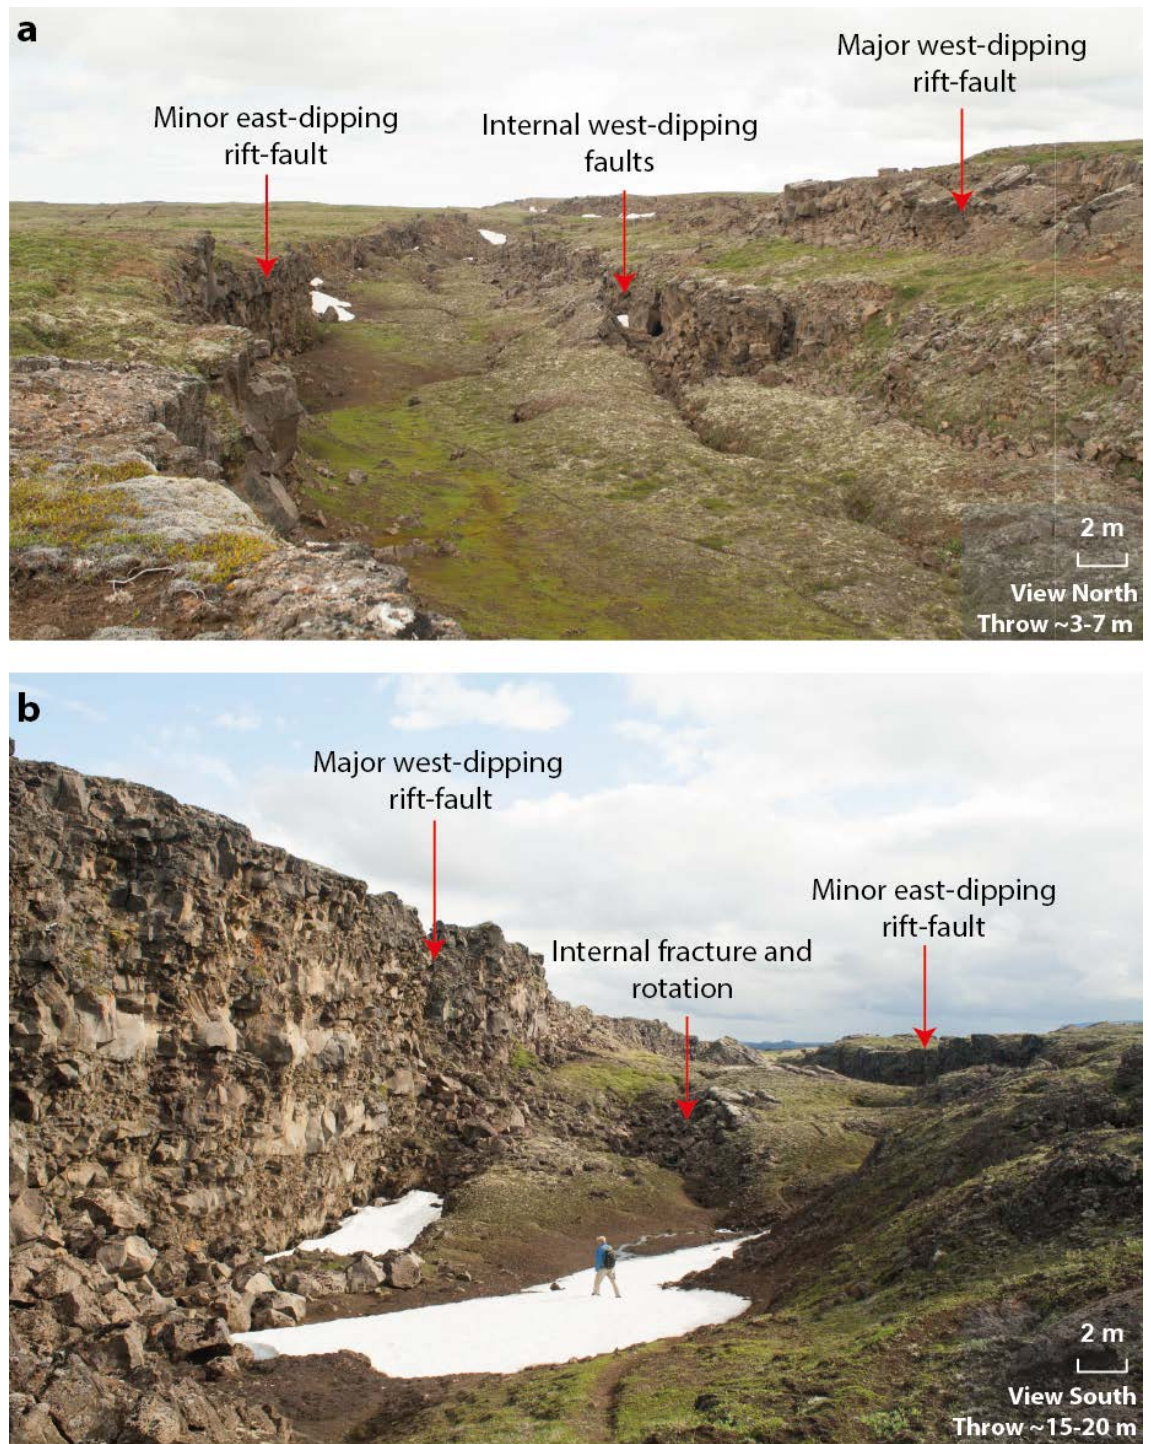 a
Major west-dipping
rift-fault
Minor east-dipping
rift-fault
Internal west-dipping
faults
2 m
View North
Throw ~3-7 m
b
Major west-dipping
rift-fault
Minor east-dipping
rift-fault
Internal fracture and
rotation
2 m
View South
Throw ~15-20 m